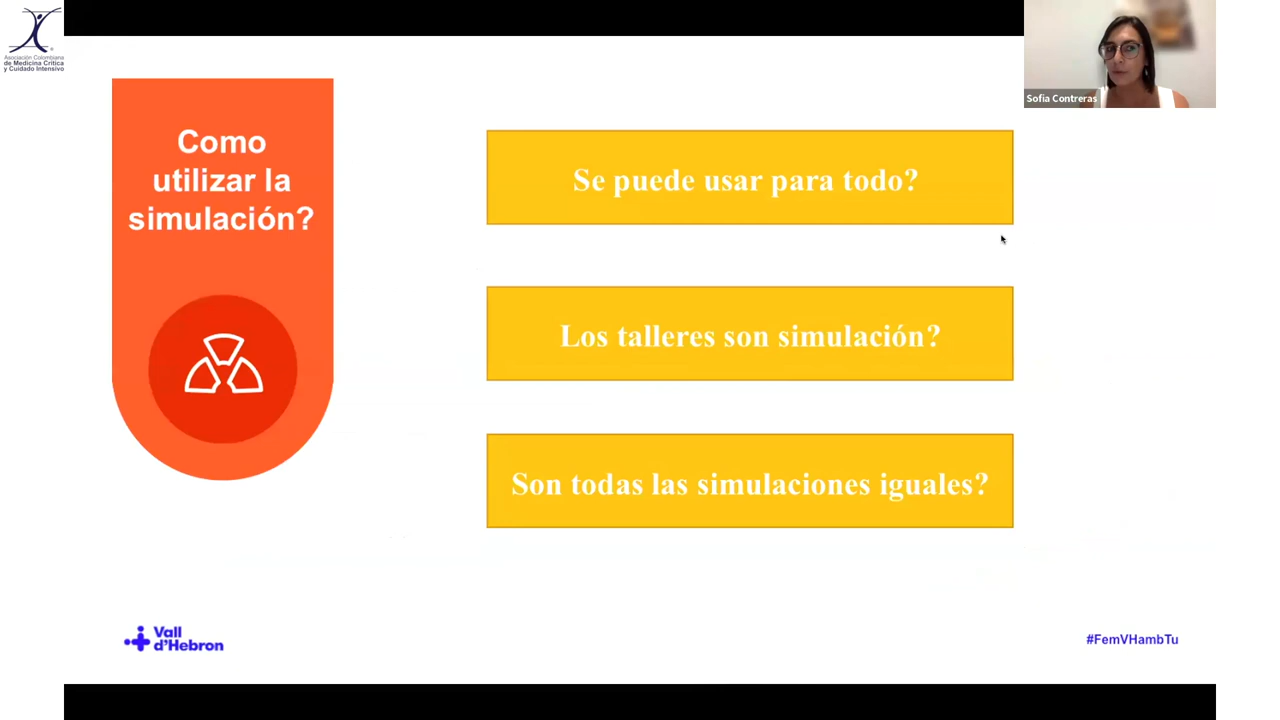 Asociación Colombiana
de Medicina Crítica
y Cuidado Intensivo
Sofia Contreras
Como
utilizar la
simulación?
Se puede usar para todo?
Los talleres son simulación?
Son todas las simulaciones iguales?
Vall
d'Hebron
#FemVHambTu